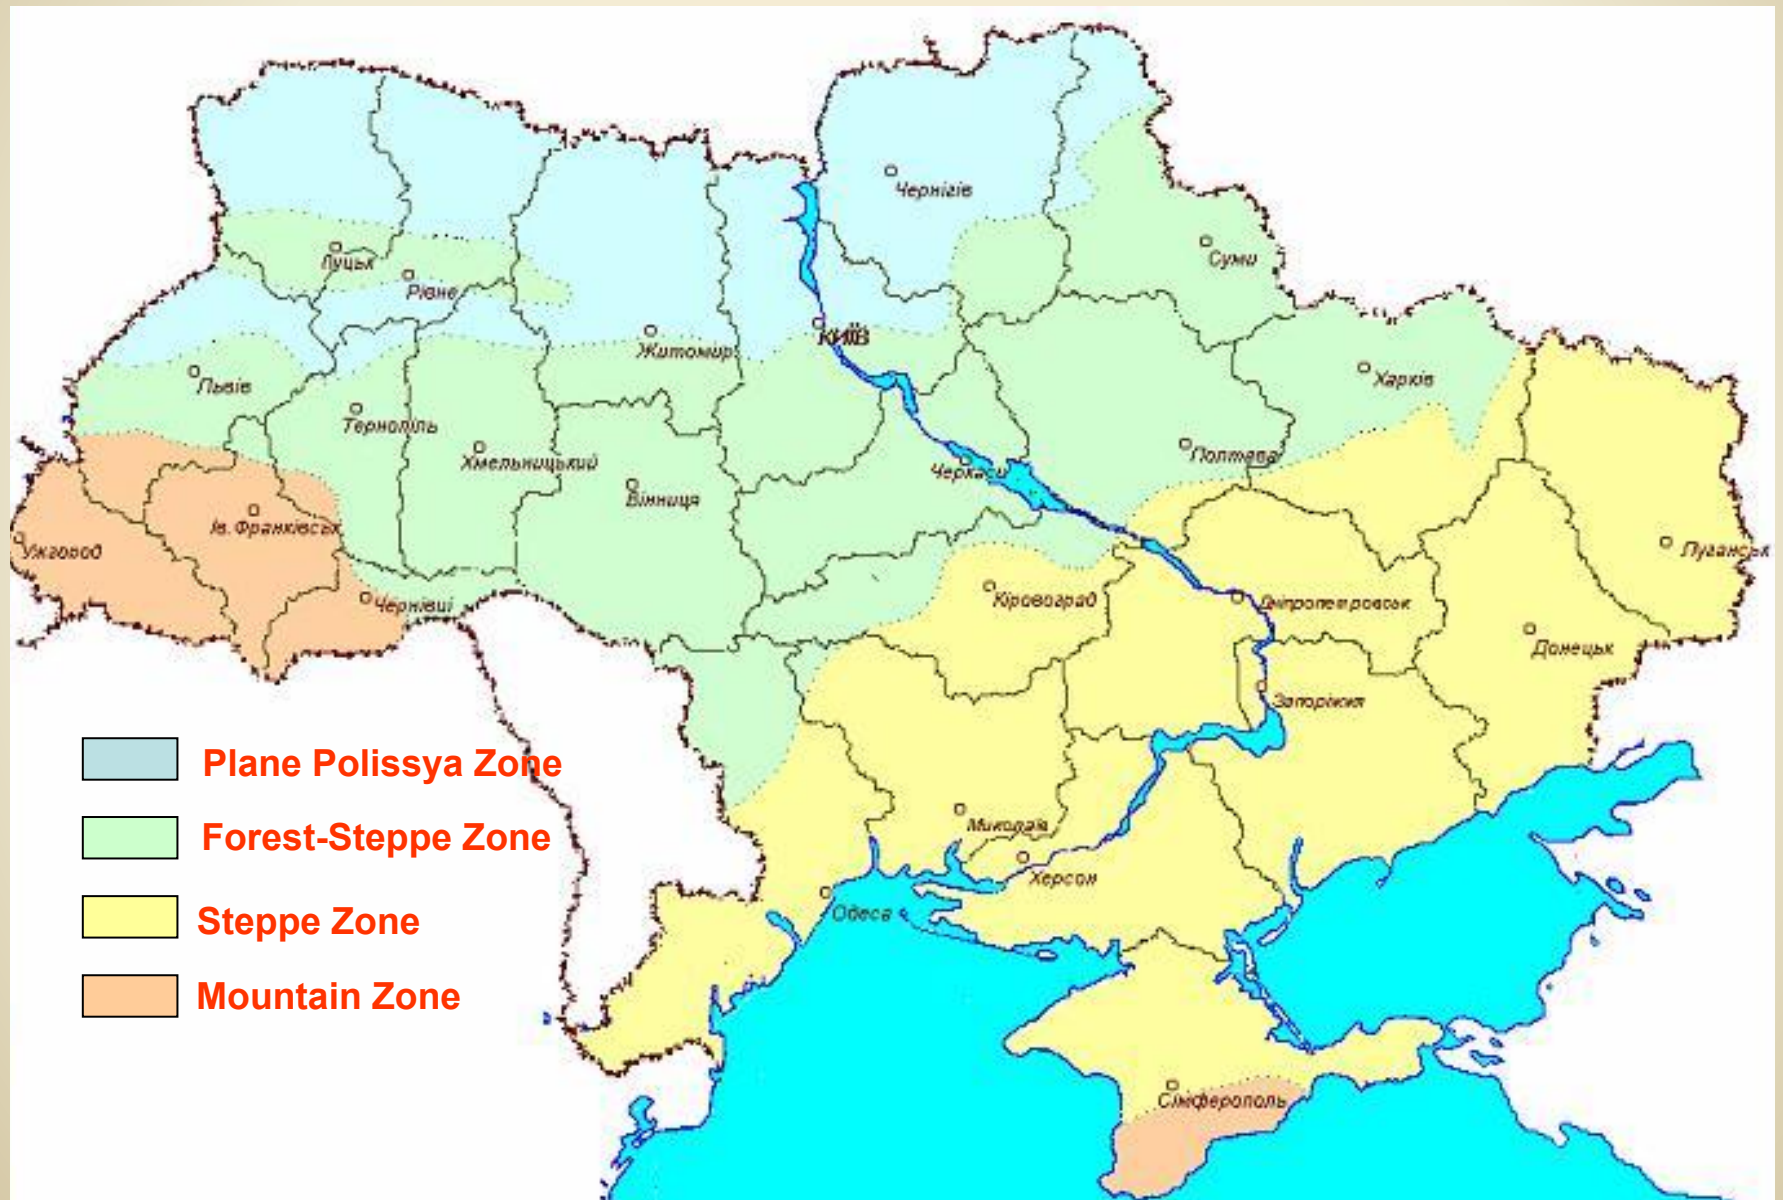 Чернігів
Суми
Луцьк
Рівне
КИЇВ
Житомир
Львів
Харків
Тернопіль
Хмельницький
Полтава
Черкаси
Вінниця
Ів. Франківськ
Ужгород
Луганськ
Чернівці
Кіровоград
Дніпропетровськ
Донецьк
Запоріжжя
Plane Polissya Zone
Миколаїв
Forest-Steppe Zone
Херсон
Одеса
Steppe Zone
Mountain Zone
Сімферополь